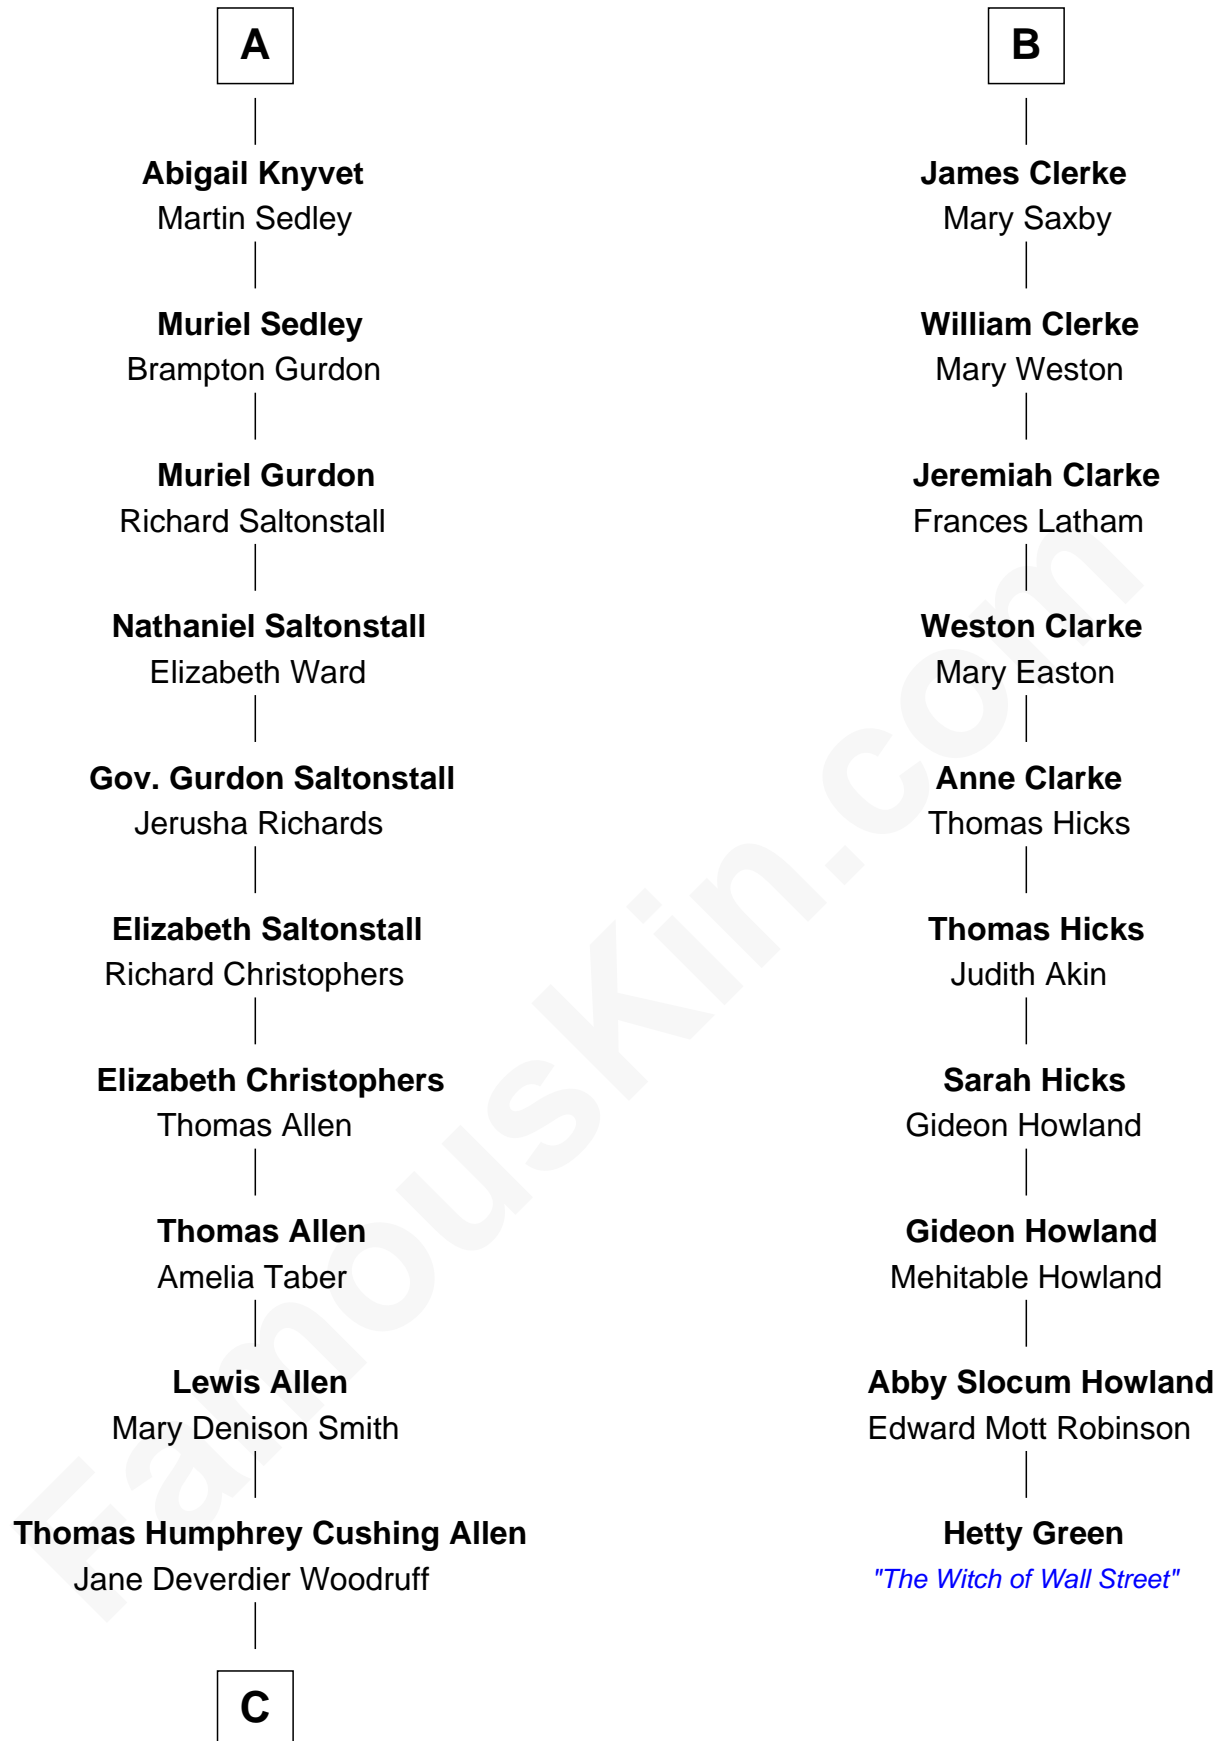 A
Abigail Knyvet
Martin Sedley
Muriel Sedley
Brampton Gurdon
Muriel Gurdon
Richard Saltonstall
Nathaniel Saltonstall
Elizabeth Ward
Gov. Gurdon Saltonstall
Jerusha Richards
Elizabeth Saltonstall
Richard Christophers
Elizabeth Christophers
Thomas Allen
Thomas Allen
Amelia Taber
Lewis Allen
Mary Denison Smith
Thomas Humphrey Cushing Allen
Jane Deverdier Woodruff
C
B
James Clerke
Mary Saxby
William Clerke
Mary Weston
Jeremiah Clarke
Frances Latham
Weston Clarke
Mary Easton
Anne Clarke
Thomas Hicks
Thomas Hicks
Judith Akin
Sarah Hicks
Gideon Howland
Gideon Howland
Mehitable Howland
Abby Slocum Howland
Edward Mott Robinson
Hetty Green
"The Witch of Wall Street"
FamousKin.com